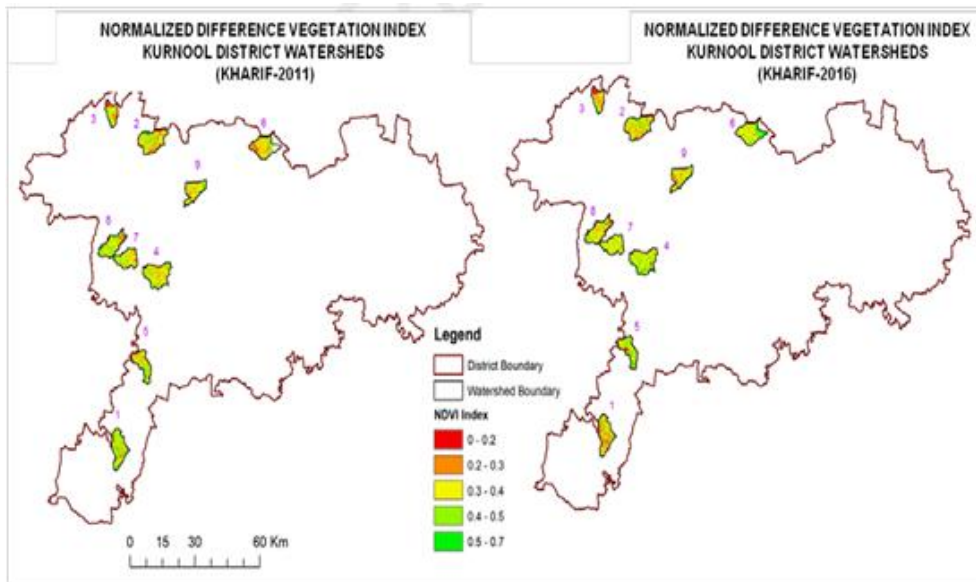 NORMALIZED DIFFERENCE VEGETATION INDEX
KURNOOL DISTRICT WATERSHEDS
(KHARIF-2011)
3
2
6
9
8
7
4
5
1
NORMALIZED DIFFERENCE VEGETATION INDEX
KURNOOL DISTRICT WATERSHEDS
(KHARIF-2016)
3
2
6
9
8
7
4
5
1
Legend
District Boundary
Watershed Boundary
NDVI Index
0 - 0.2
0.2 - 0.3
0.3 - 0.4
0.4 - 0.5
0.5 - 0.7
0 15 30 60 Km